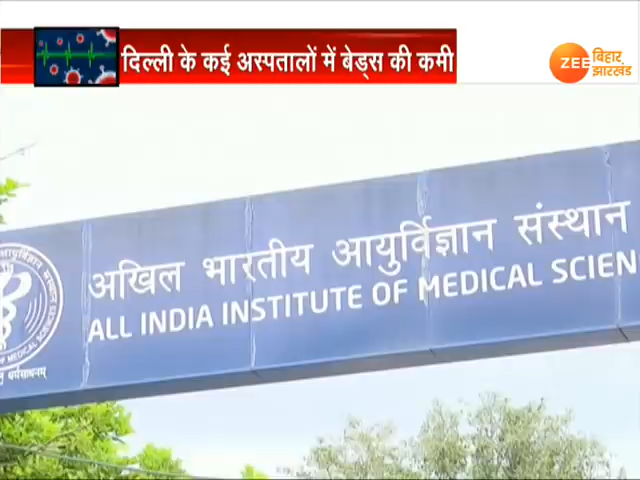 दिल्ली के कई अस्पतालों में बेड्स की कमी
ZEE बिहार झारखंड
अखिल भारतीय आयुर्विज्ञान संस्थान
ALL INDIA INSTITUTE OF MEDICAL SCIEN